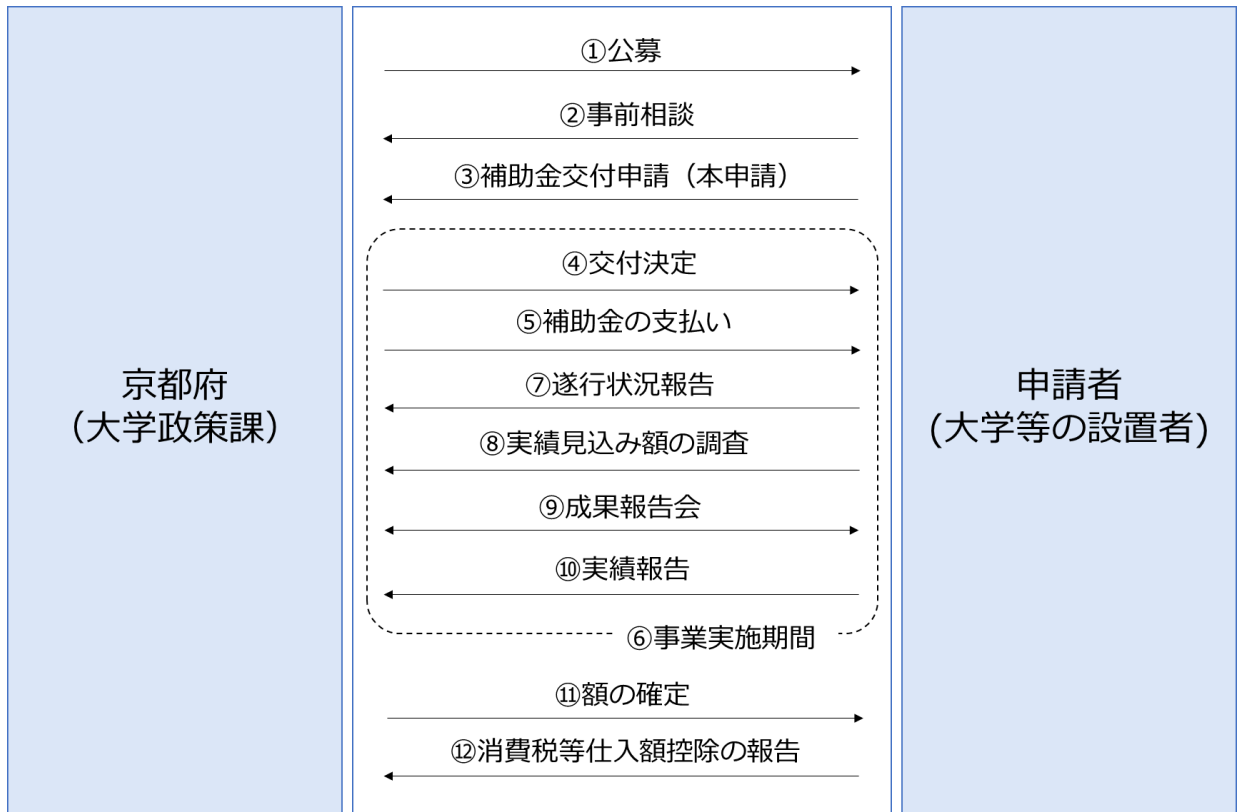 京都府
(大学政策課)
①公募
②事前相談
③補助金交付申請（本申請）
④交付決定
⑤補助金の支払い
⑦遂行状況報告
⑧実績見込み額の調査
⑨成果報告会
⑩実績報告
⑥事業実施期間
⑪額の確定
⑫消費税等仕入額控除の報告
申請者
(大学等の設置者)